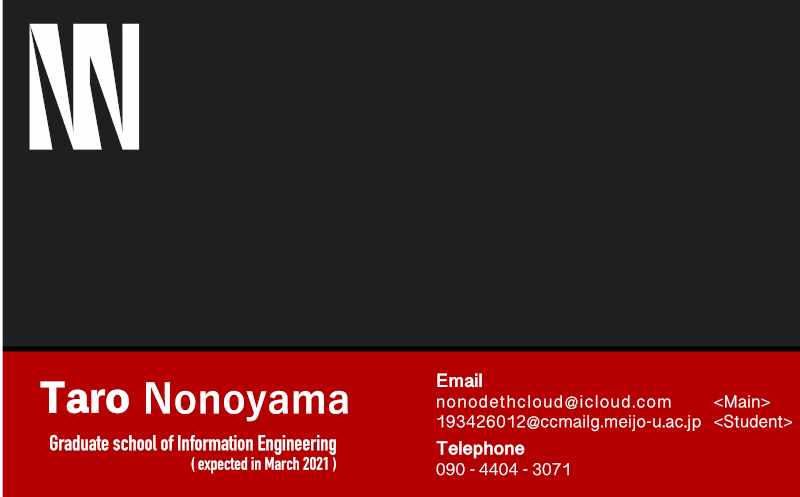 NN
Taro Nonoyama
Graduate school of Information Engineering
( expected in March 2021 )
Email
nonodethcloud@icloud.com <Main>
193426012@ccmailg.meijo-u.ac.jp <Student>
Telephone
090 - 4404 - 3071